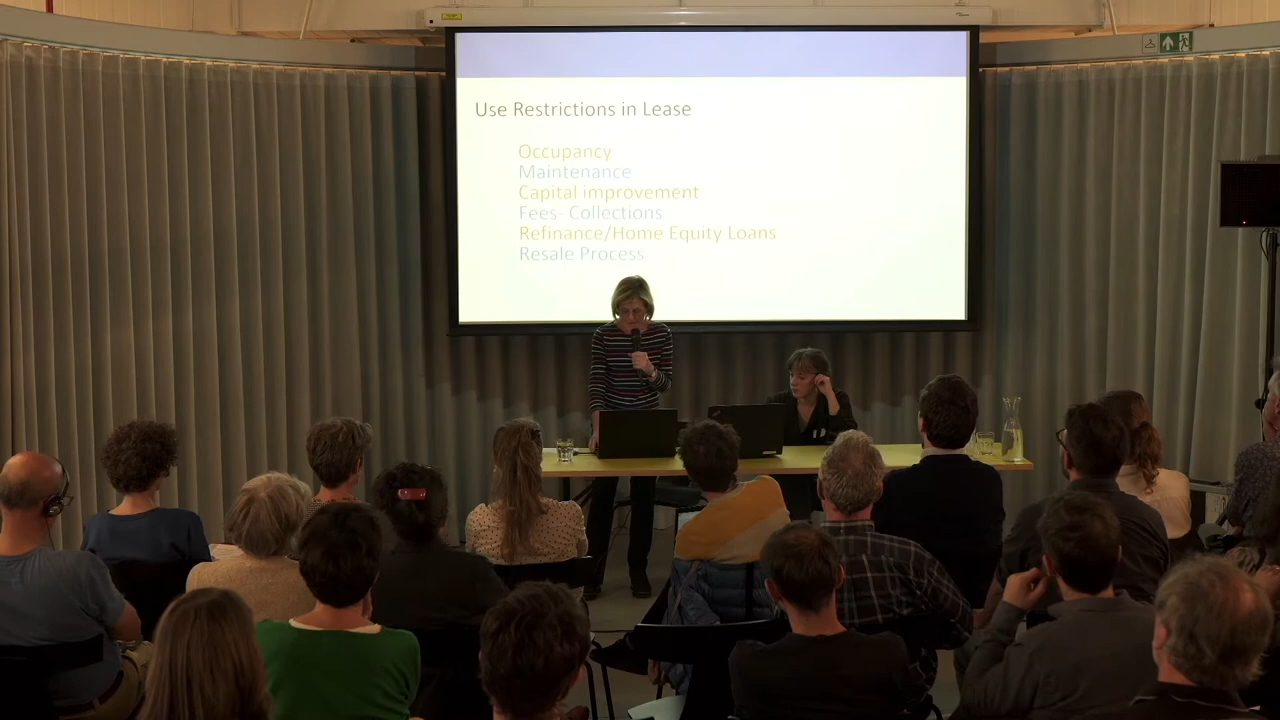 Use Restrictions in Lease
Occupancy
Maintenance
Capital improvement
Fees- Collections
Refinance/Home Equity Loans
Resale Process